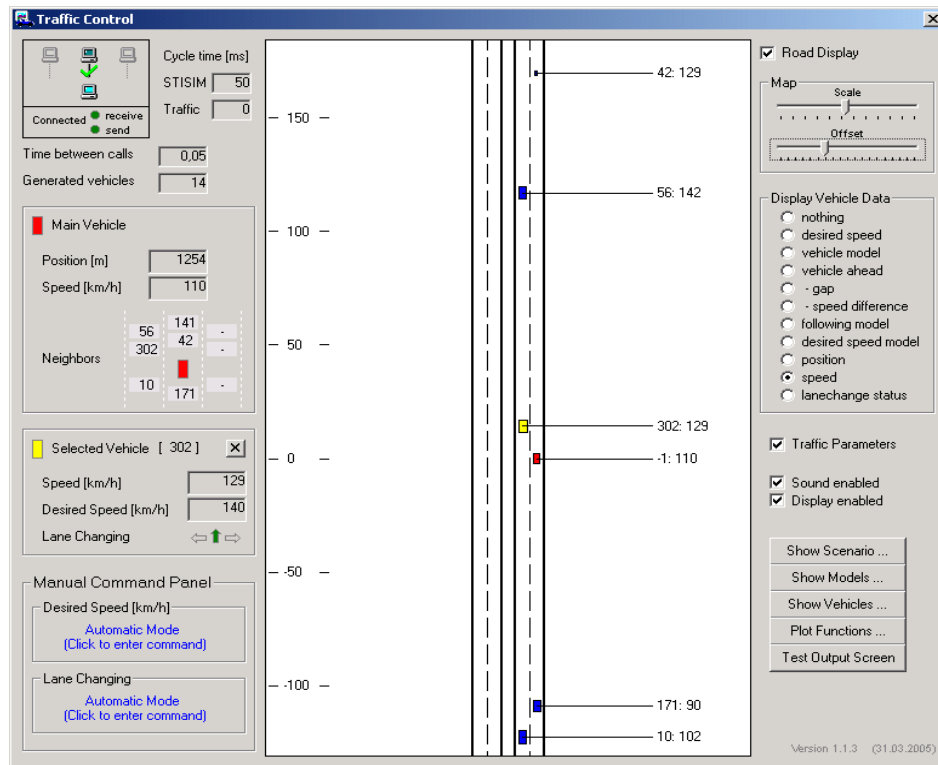 Traffic Control
Cycle time [ms]
STISIM 50
Traffic 0
Connected receive
send
Time between calls 0,05
Generated vehicles 14
Main Vehicle
Position [m] 1254
Speed [km/h] 110
Neighbors
56 141 -
302 42 -
10 171 -
Selected Vehicle [ 302 ]
Speed [km/h] 129
Desired Speed [km/h] 140
Lane Changing
Manual Command Panel
Desired Speed [km/h]
Automatic Mode
(Click to enter command)
Lane Changing
Automatic Mode
(Click to enter command)
42: 129
– 150 –
56: 142
– 100 –
– 50 –
302: 129
– 0 –
-1: 110
– -50 –
– -100 –
171: 90
10: 102
Road Display
Map
Scale
Offset
Display Vehicle Data
nothing
desired speed
vehicle model
vehicle ahead
- gap
- speed difference
following model
desired speed model
position
speed
lanechange status
Traffic Parameters
Sound enabled
Display enabled
Show Scenario ...
Show Models ...
Show Vehicles ...
Plot Functions ...
Test Output Screen
Version 1.1.3 (31.03.2005)